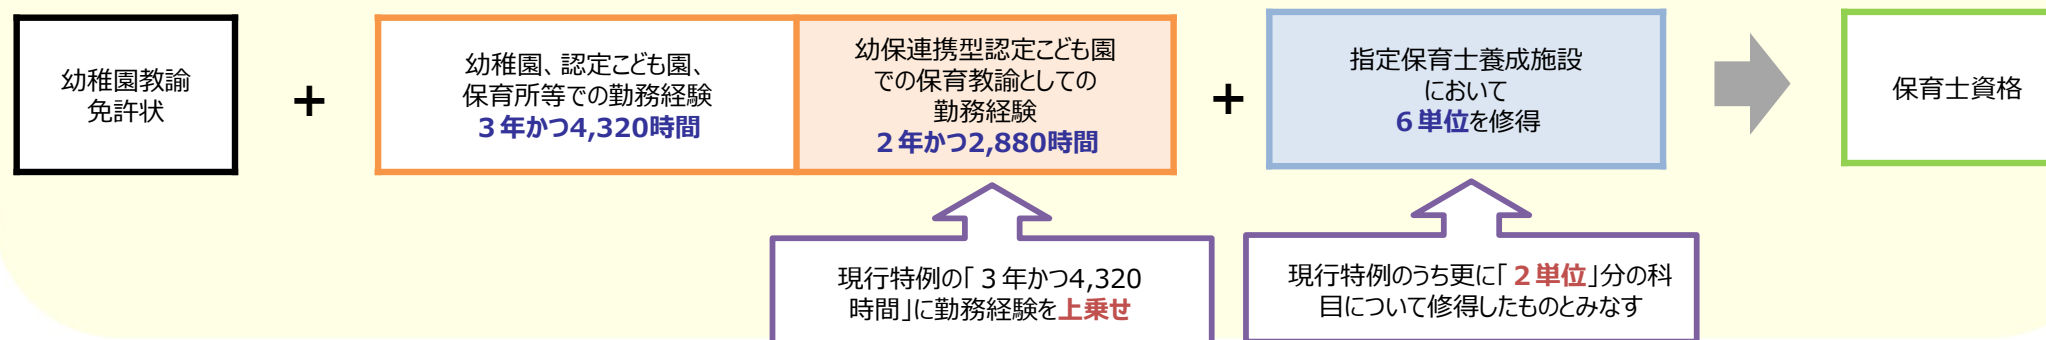 幼稚園教諭
免許状
+
幼稚園、認定こども園、
保育所等での勤務経験
３年かつ4,320時間
幼保連携型認定こども園
での保育教諭としての
勤務経験
２年かつ2,880時間
+
指定保育士養成施設
において
６単位を修得
保育士資格
現行特例の「３年かつ4,320
時間」に勤務経験を上乗せ
現行特例のうち更に「２単位」分の科
目について修得したものとみなす